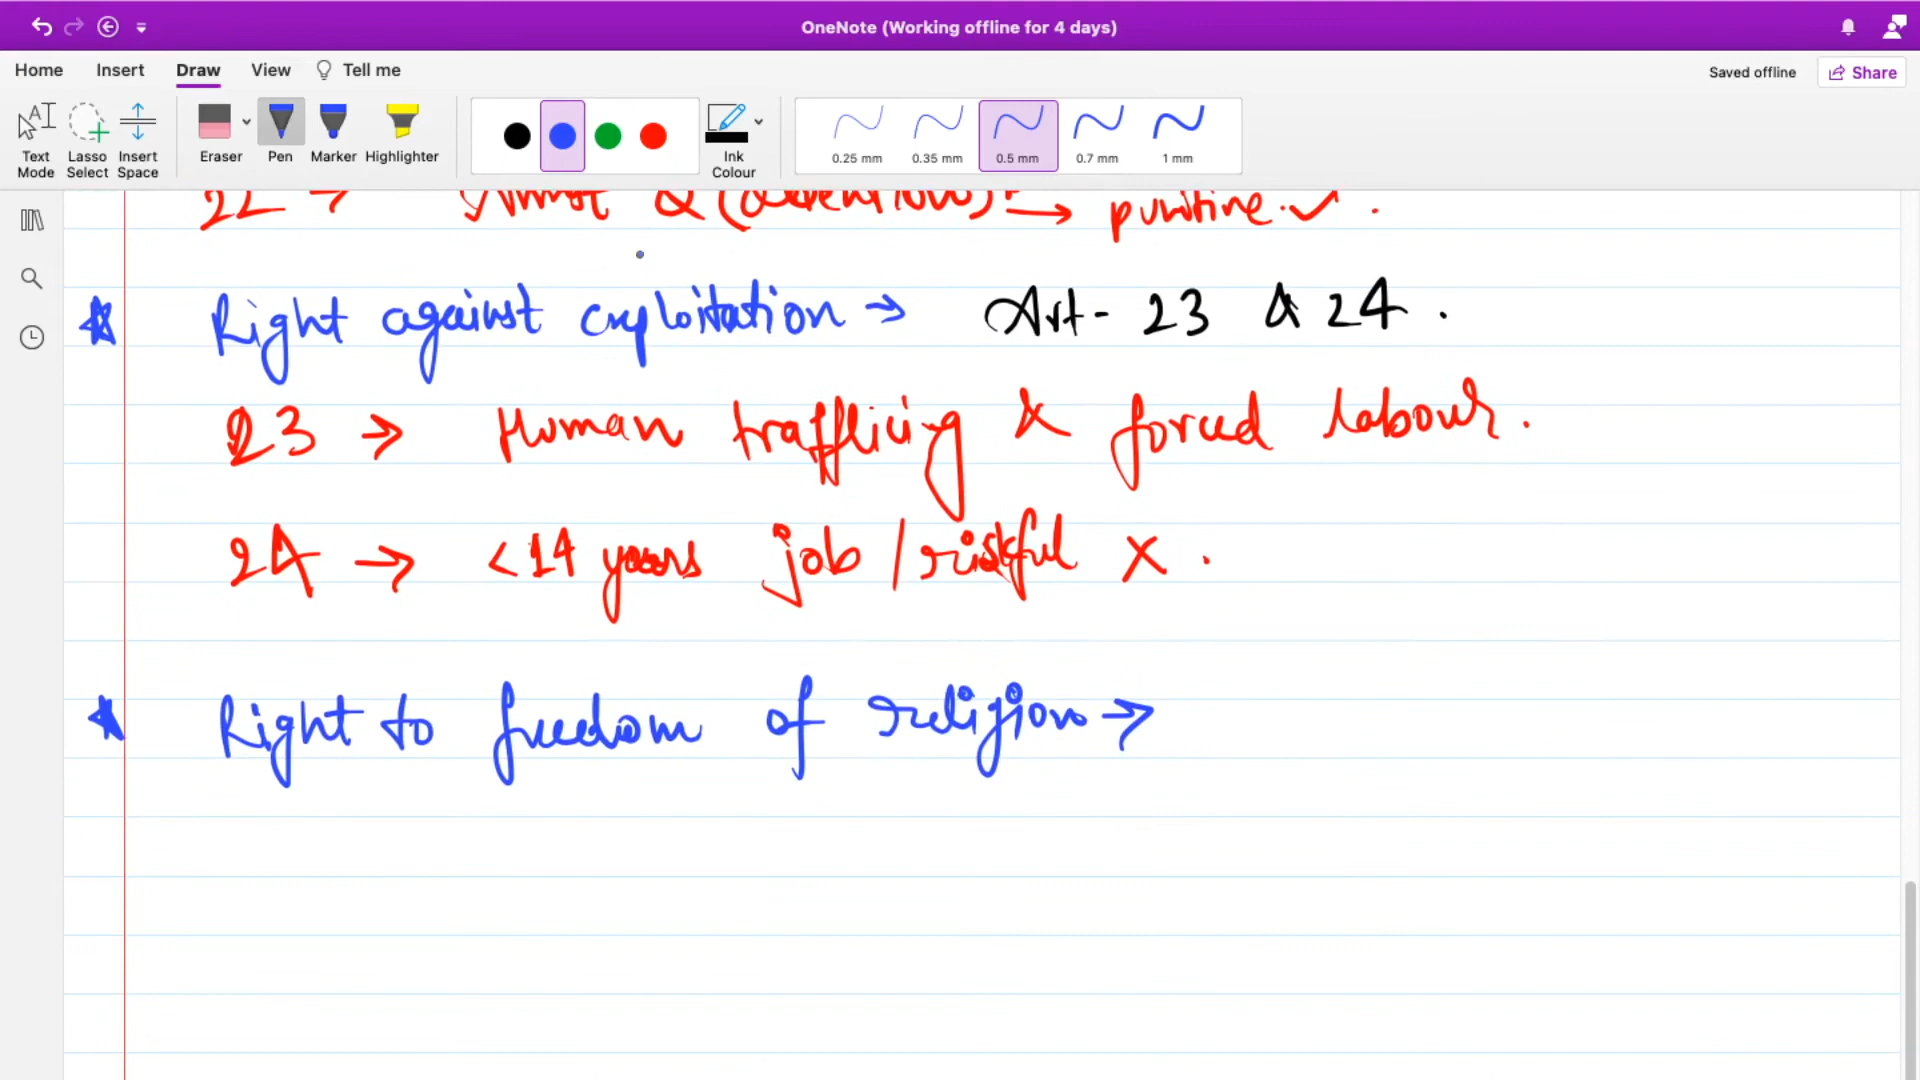 OneNote (Working offline for 4 days)
Home Insert Draw View Tell me
Saved offline Share
Text Mode Lasso Select Insert Space Eraser Pen Marker Highlighter Ink Colour 0.25 mm 0.35 mm 0.5 mm 0.7 mm 1 mm
22 → Arrest & (detentions) → punitive. ✓ .
Right against exploitation → Art - 23 & 24 .
23 → Human trafficing & forced labour.
24 → <14 years job / riskful X .
Right to freedom of religion →